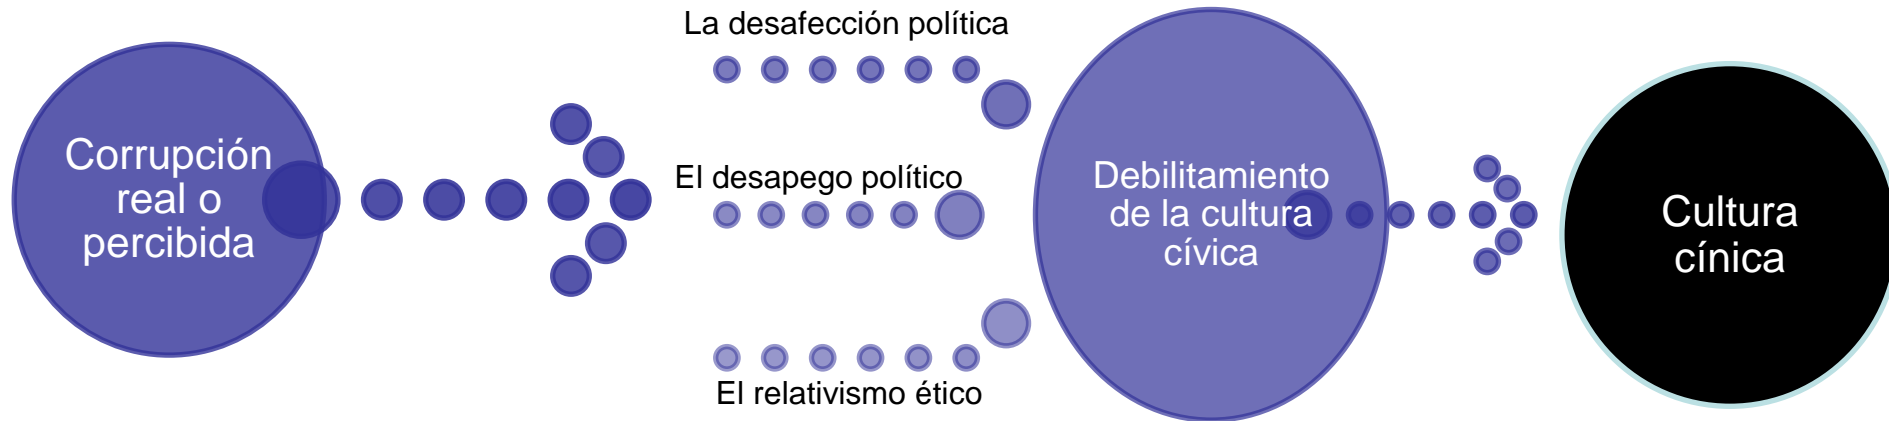 Corrupción
real o
percibida
La desafección política
El desapego político
El relativismo ético
Debilitamiento
de la cultura
cívica
Cultura
cínica